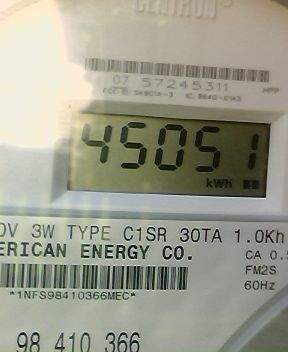 CENTRON®
07 57245311
45051
kWh
0V 3W TYPE C1SR 30TA 1.0Kh
ERICAN ENERGY CO. CA 0.5
FM2S
*1NFS98410366MEC* 60Hz
98 410 366